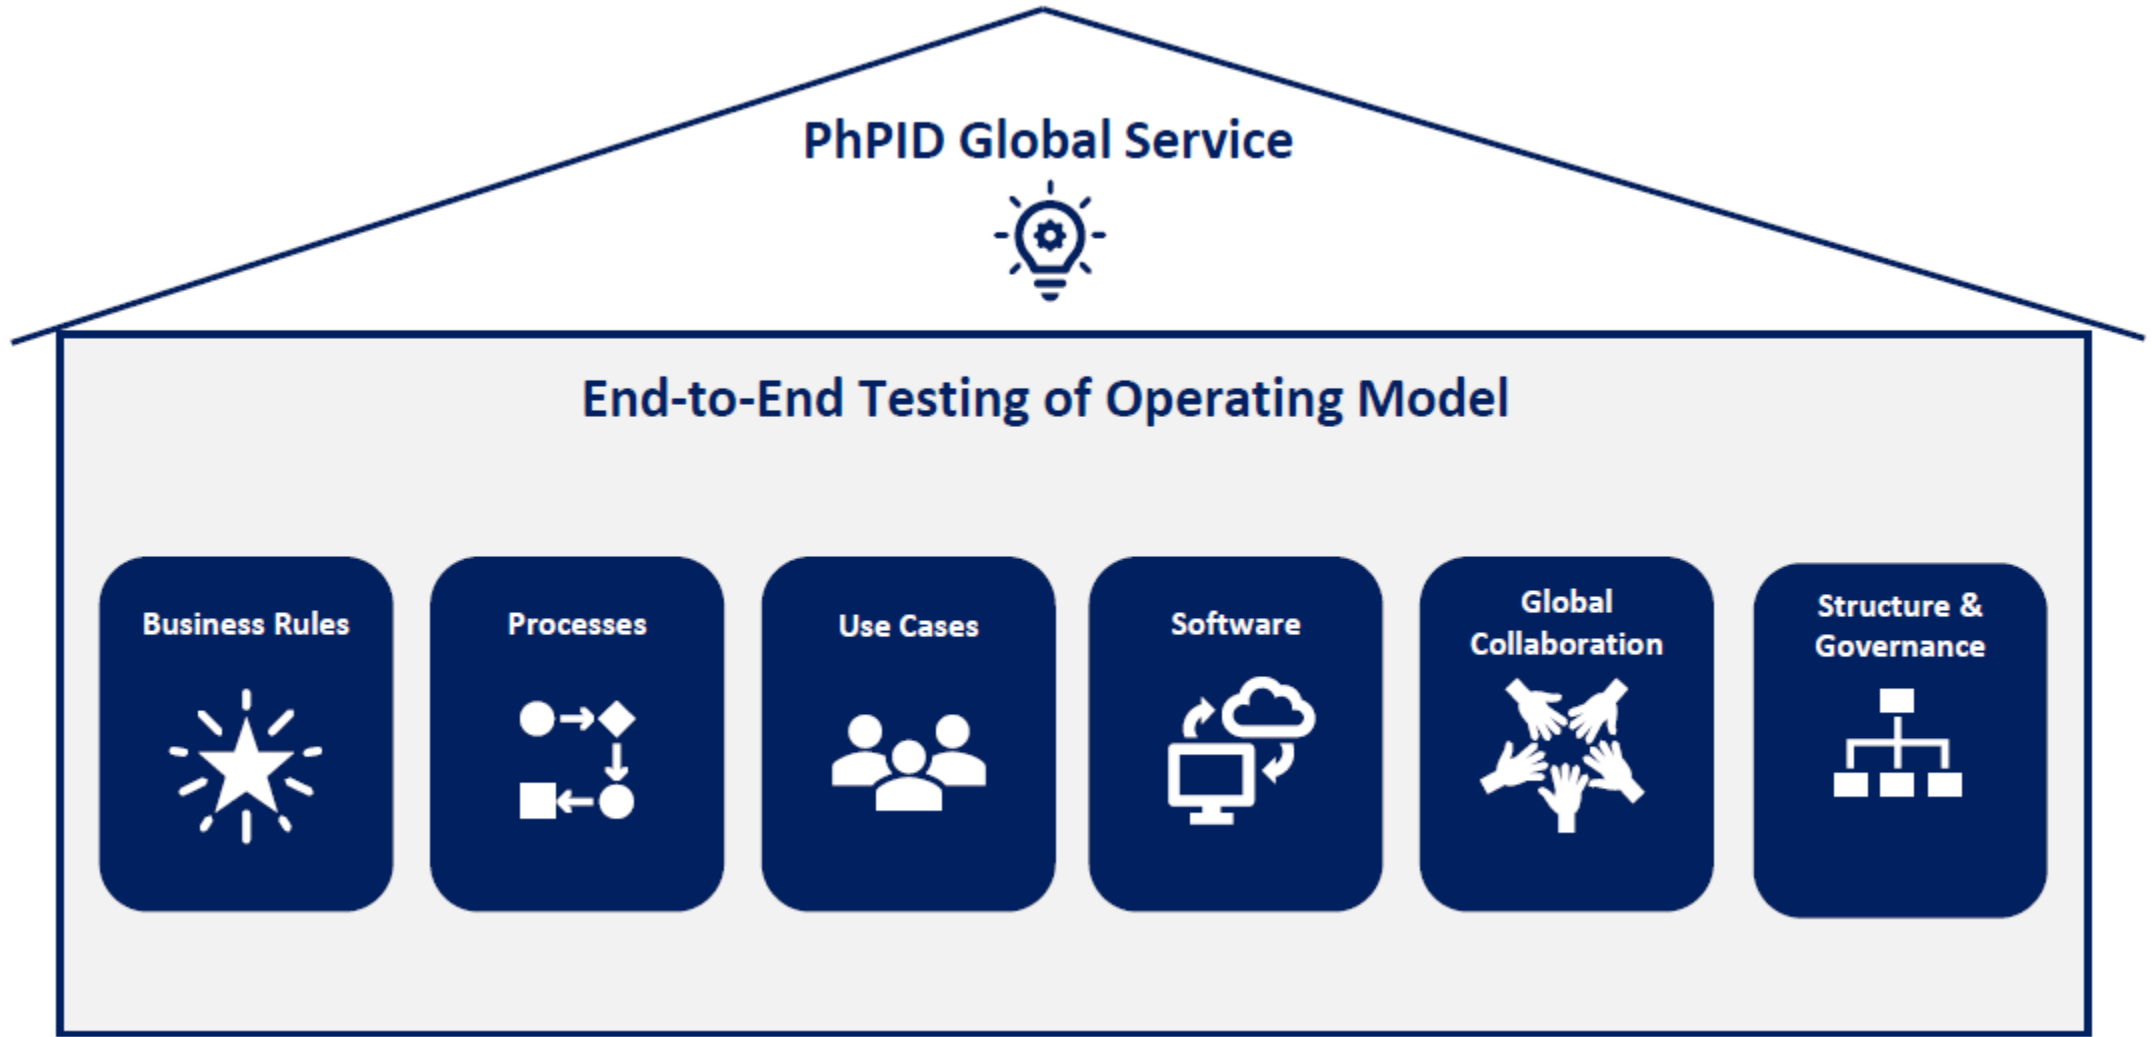 PhPID Global Service
End-to-End Testing of Operating Model
Business Rules
Processes
Use Cases
Software
Global
Collaboration
Structure &
Governance